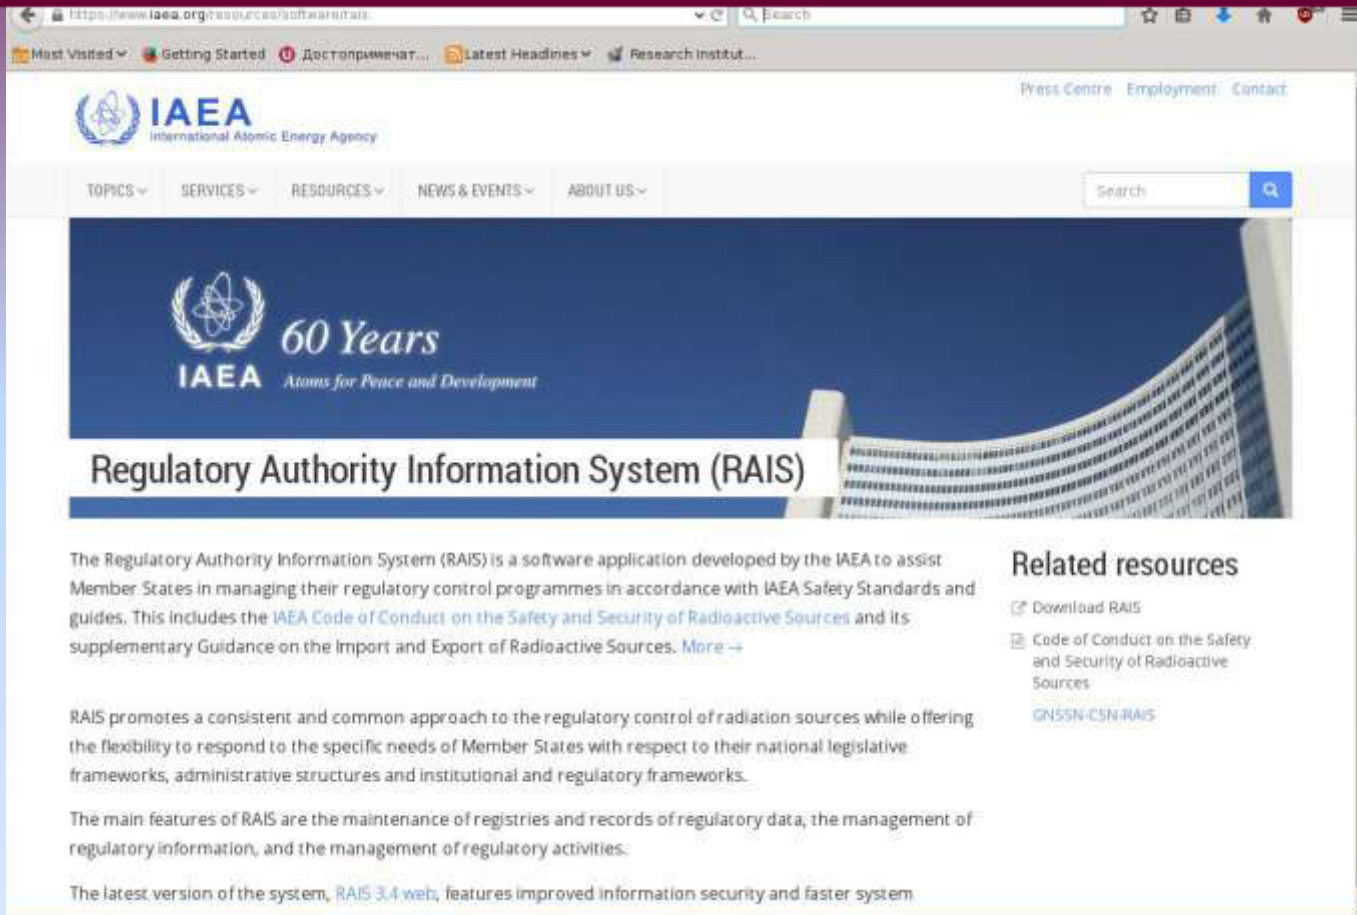 https://www.iaea.org/resources/software/rais
Search
Most Visited
Getting Started
Достопримечат...
Latest Headlines
Research Institut...
Press Centre Employment Contact
IAEA
International Atomic Energy Agency
TOPICS SERVICES RESOURCES NEWS & EVENTS ABOUT US
Search
60 Years
IAEA
Atoms for Peace and Development
Regulatory Authority Information System (RAIS)
The Regulatory Authority Information System (RAIS) is a software application developed by the IAEA to assist
Member States in managing their regulatory control programmes in accordance with IAEA Safety Standards and
guides. This includes the IAEA Code of Conduct on the Safety and Security of Radioactive Sources and its
supplementary Guidance on the Import and Export of Radioactive Sources. More →
RAIS promotes a consistent and common approach to the regulatory control of radiation sources while offering
the flexibility to respond to the specific needs of Member States with respect to their national legislative
frameworks, administrative structures and institutional and regulatory frameworks.
The main features of RAIS are the maintenance of registries and records of regulatory data, the management of
regulatory information, and the management of regulatory activities.
The latest version of the system, RAIS 3.4 web, features improved information security and faster system
Related resources
Download RAIS
Code of Conduct on the Safety
and Security of Radioactive
Sources
GNSSN-CSN-RAIS